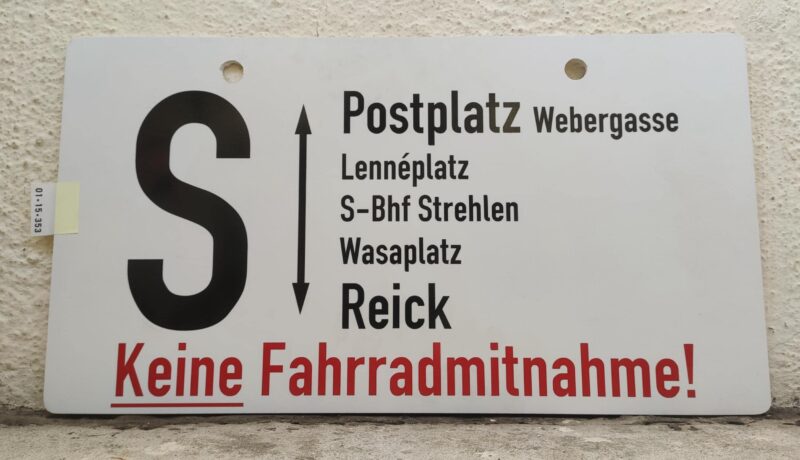 S
Postplatz Webergasse
Lennéplatz
S-Bhf Strehlen
Wasaplatz
Reick
Keine Fahrradmitnahme!
01-15-353